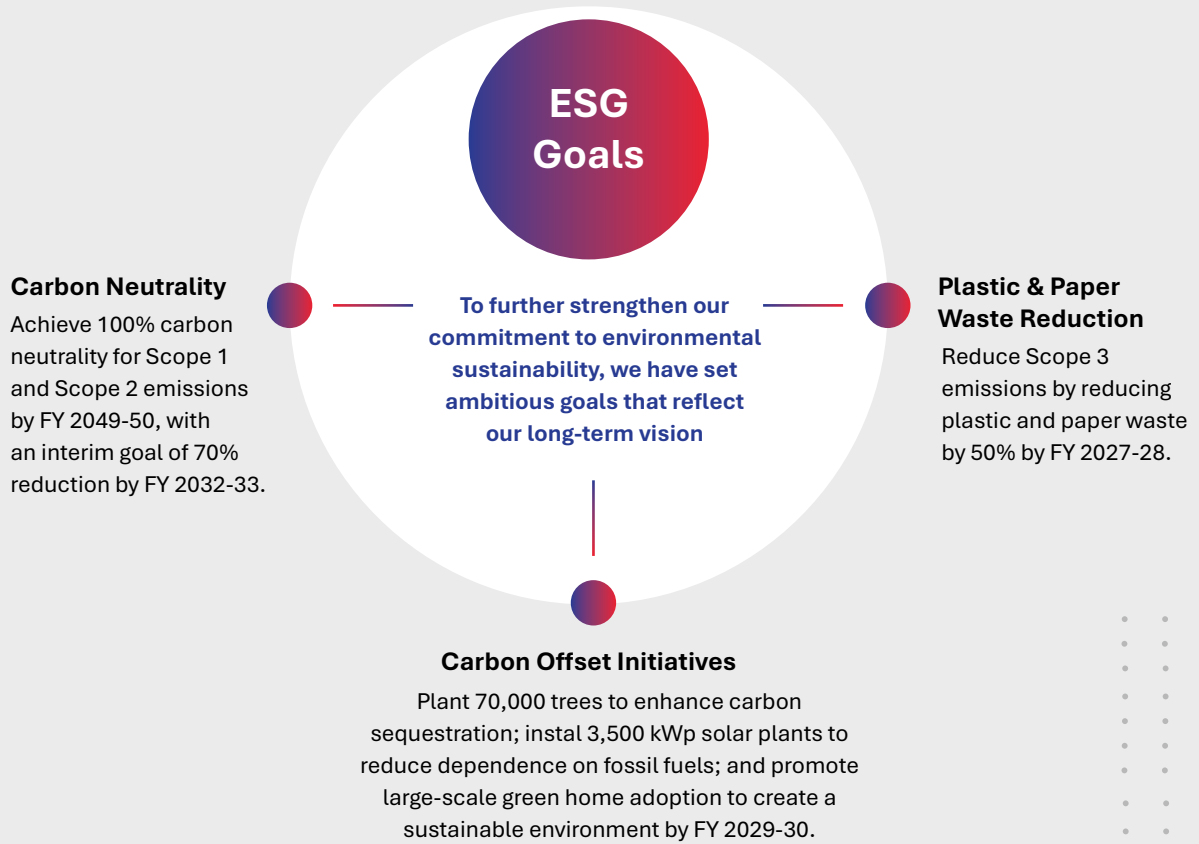 ESG
Goals
To further strengthen our
commitment to environmental
sustainability, we have set
ambitious goals that reflect
our long-term vision
Carbon Neutrality
Achieve 100% carbon
neutrality for Scope 1
and Scope 2 emissions
by FY 2049-50, with
an interim goal of 70%
reduction by FY 2032-33.
Plastic & Paper
Waste Reduction
Reduce Scope 3
emissions by reducing
plastic and paper waste
by 50% by FY 2027-28.
Carbon Offset Initiatives
Plant 70,000 trees to enhance carbon
sequestration; instal 3,500 kWp solar plants to
reduce dependence on fossil fuels; and promote
large-scale green home adoption to create a
sustainable environment by FY 2029-30.